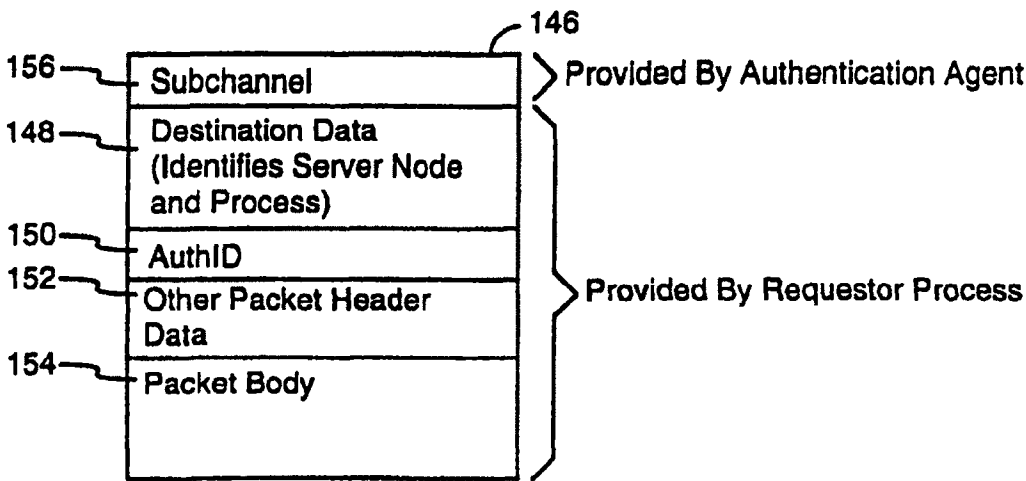 146
156 Subchannel Provided By Authentication Agent
148 Destination Data
(Identifies Server Node
and Process)
150 AuthID
152 Other Packet Header
Data
Provided By Requestor Process
154 Packet Body